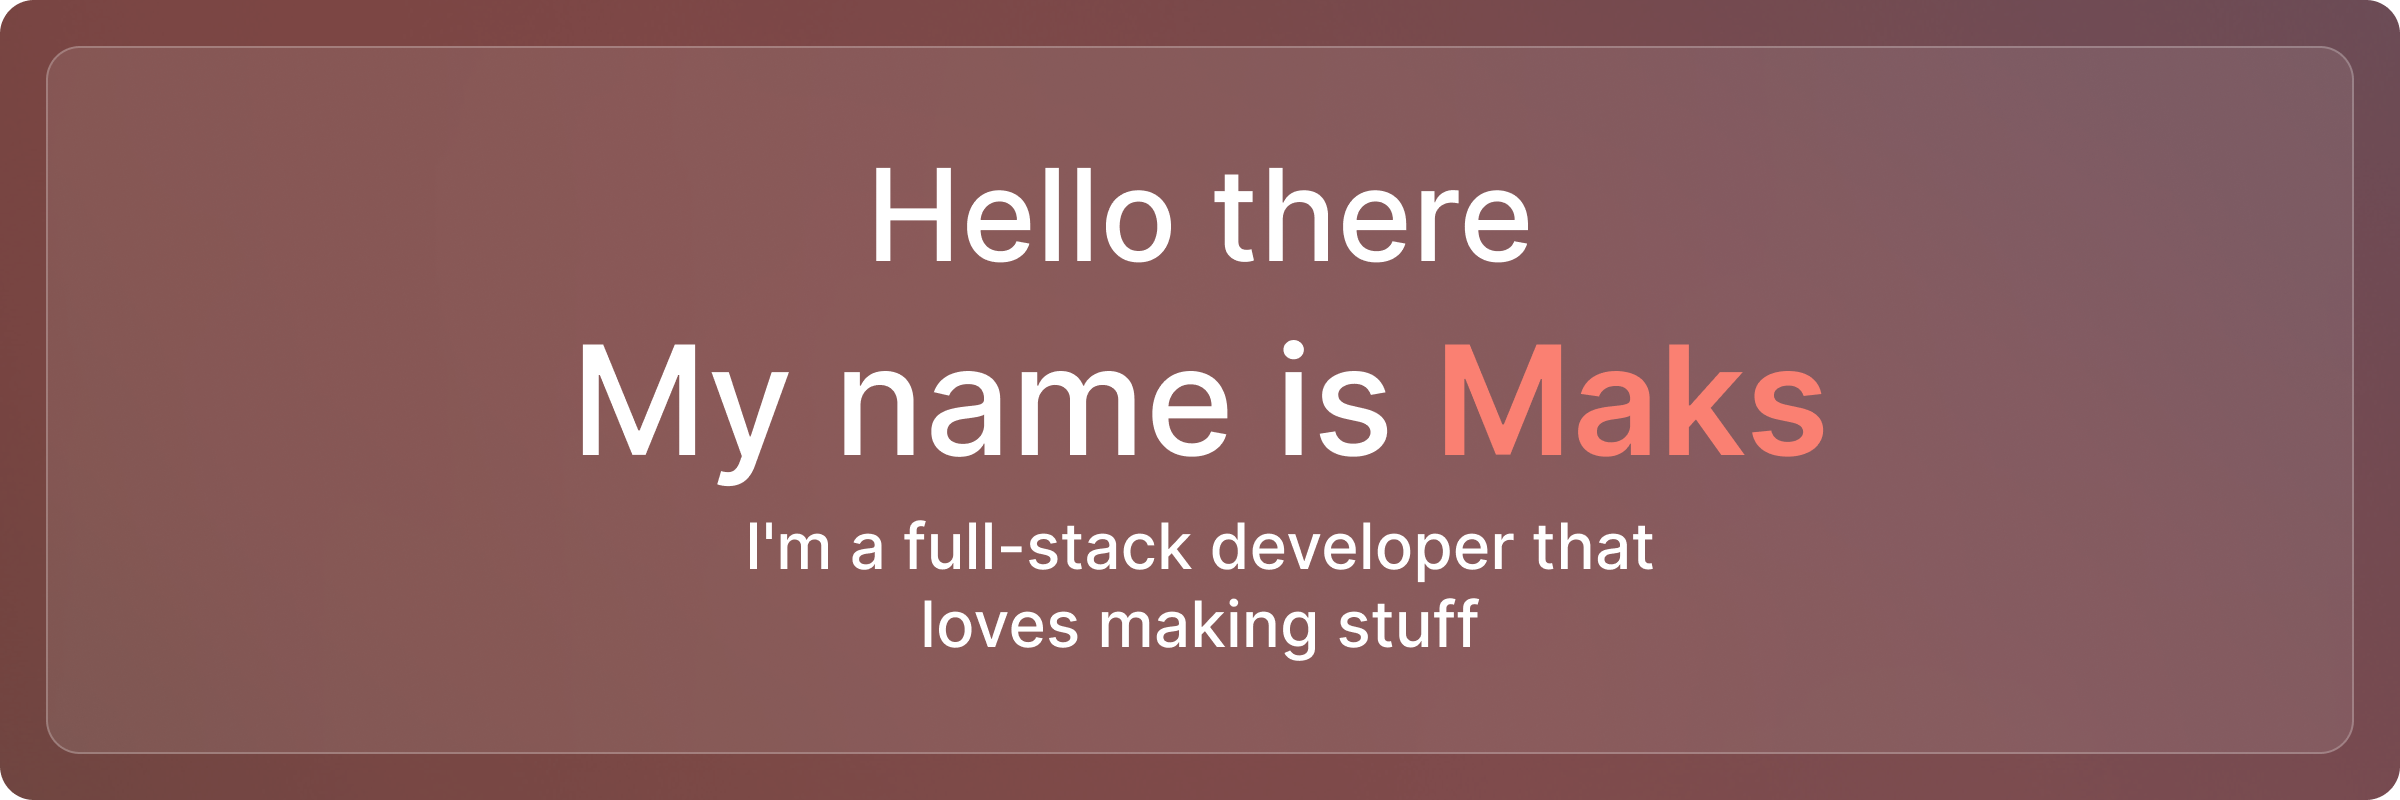 Hello there
My name is Maks
I'm a full-stack developer that
loves making stuff